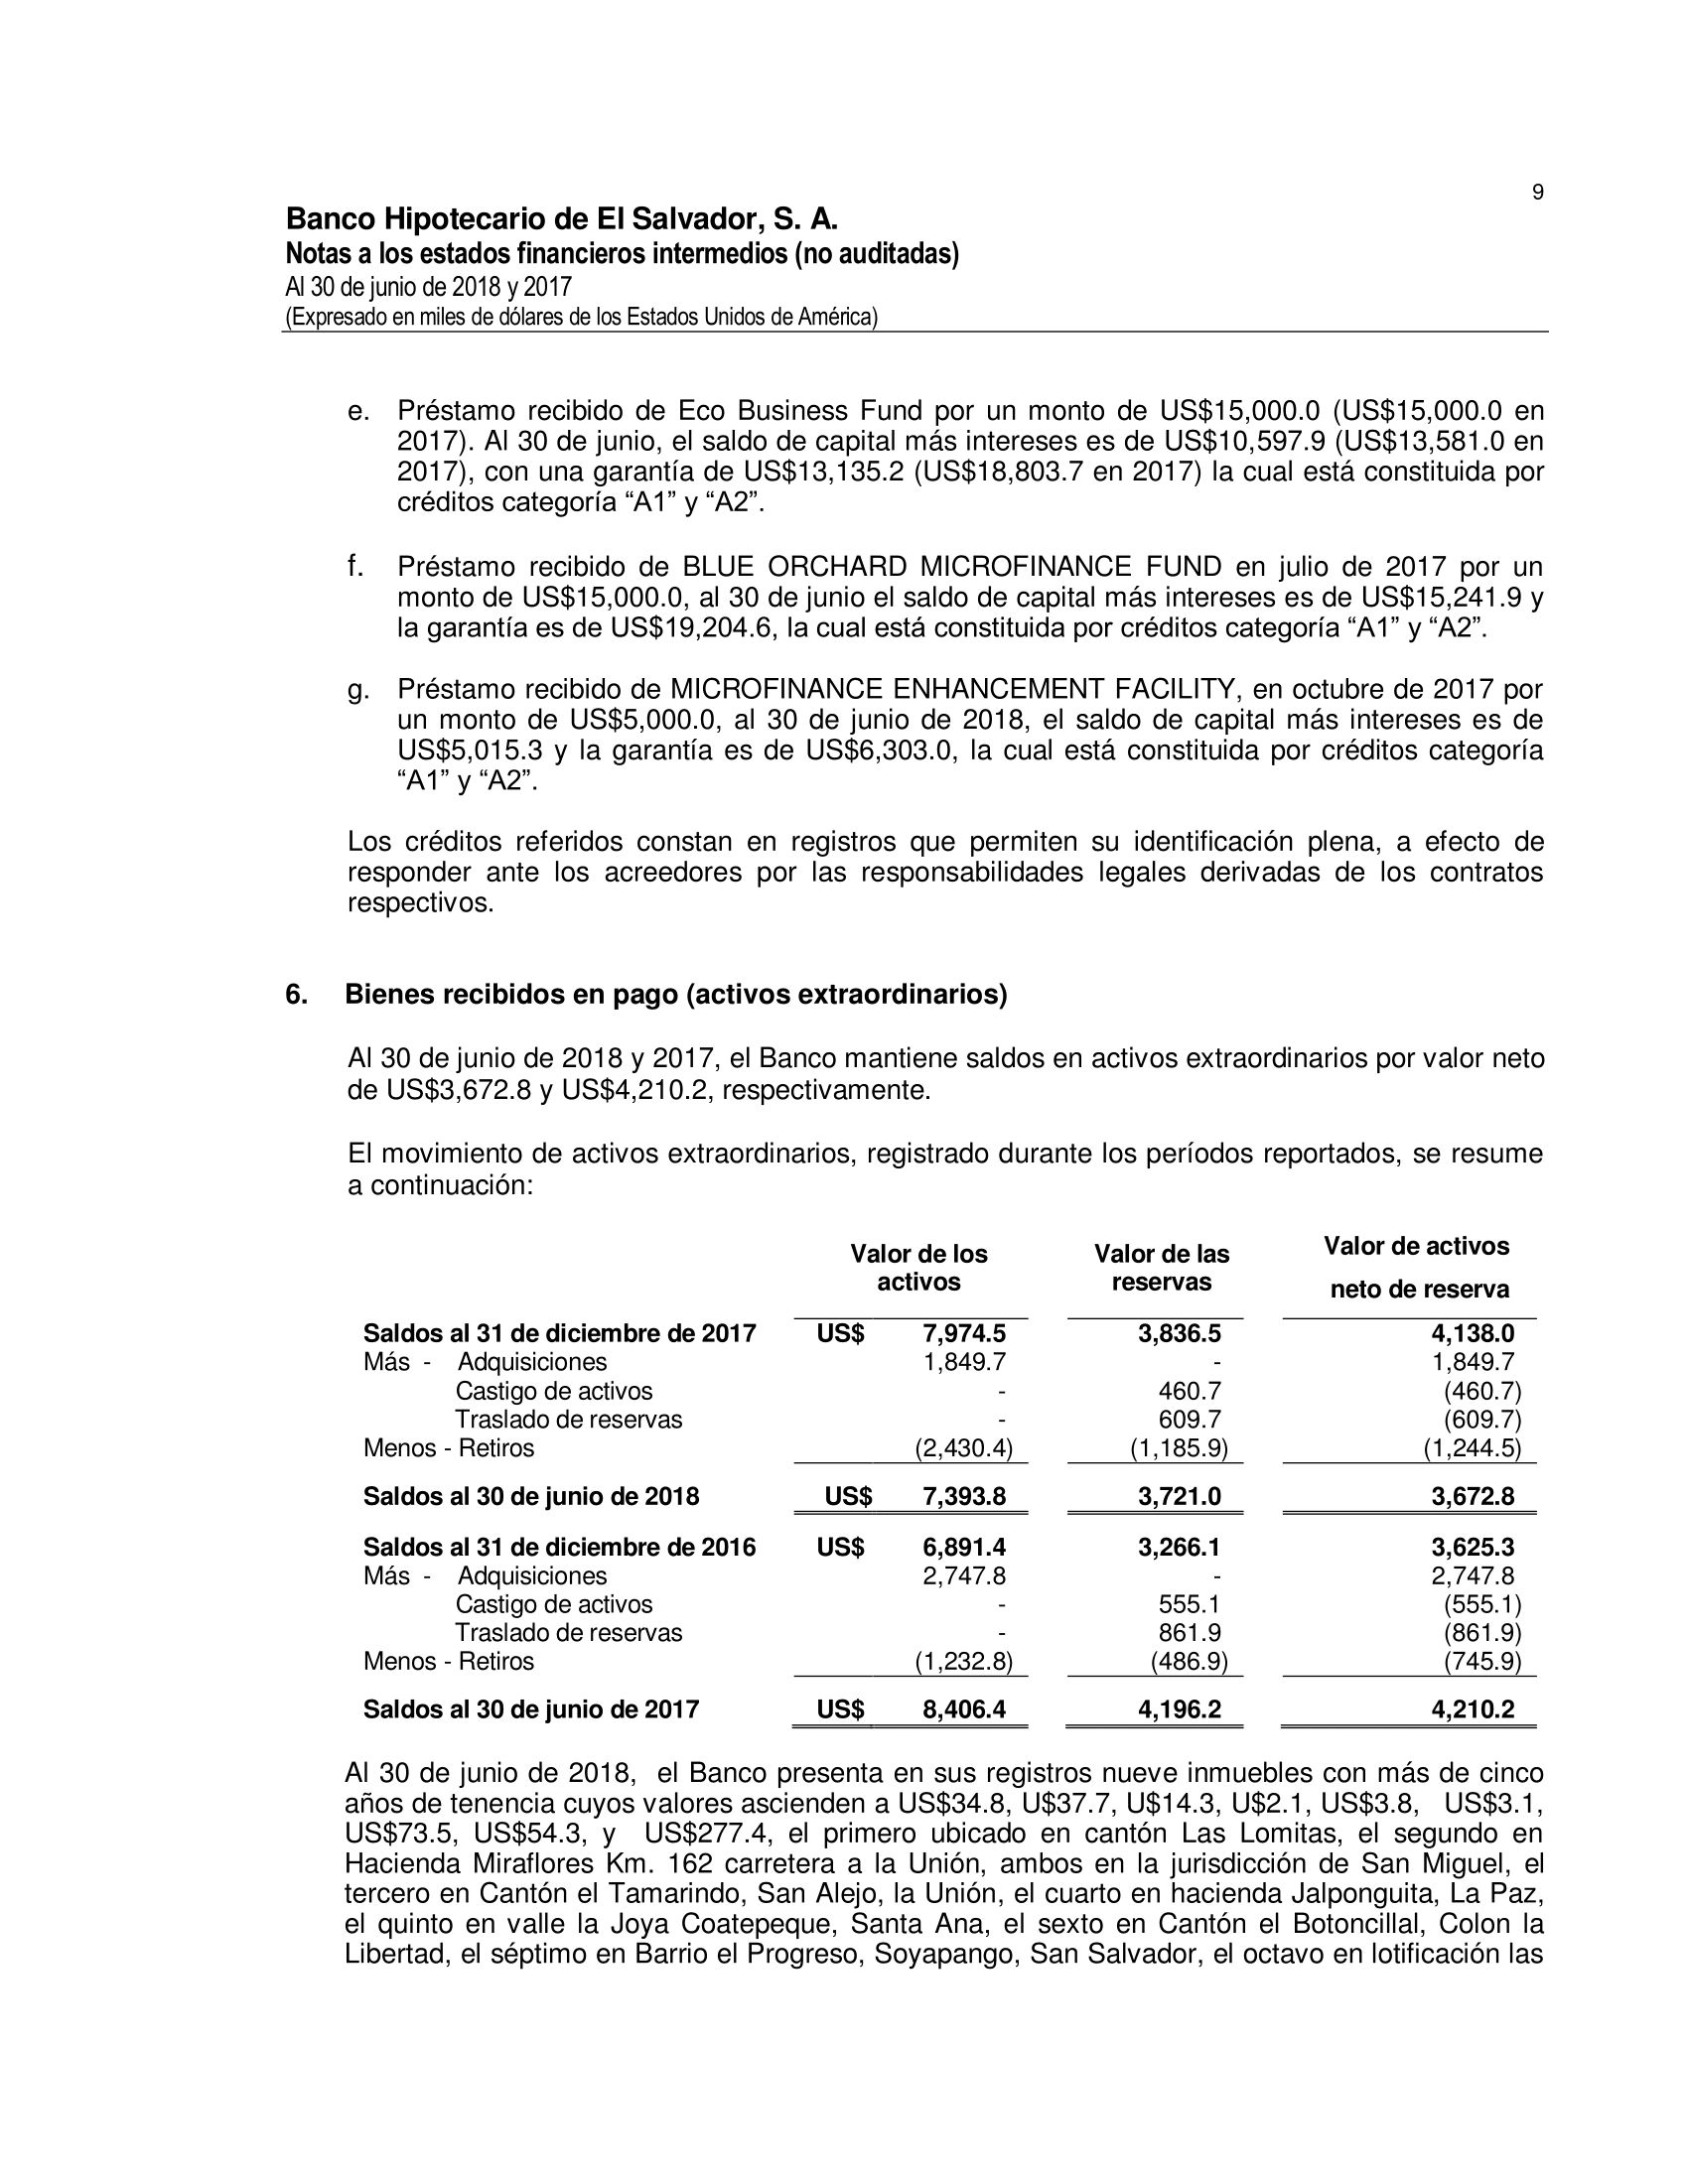 9
Banco Hipotecario de El Salvador, S. A.
Notas a los estados financieros intermedios (no auditadas)
Al 30 de junio de 2018 y 2017
(Expresado en miles de dólares de los Estados Unidos de América)
e. Préstamo recibido de Eco Business Fund por un monto de US$15,000.0 (US$15,000.0 en
2017). Al 30 de junio, el saldo de capital más intereses es de US$10,597.9 (US$13,581.0 en
2017), con una garantía de US$13,135.2 (US$18,803.7 en 2017) la cual está constituida por
créditos categoría “A1” y “A2”.
f. Préstamo recibido de BLUE ORCHARD MICROFINANCE FUND en julio de 2017 por un
monto de US$15,000.0, al 30 de junio el saldo de capital más intereses es de US$15,241.9 y
la garantía es de US$19,204.6, la cual está constituida por créditos categoría “A1” y “A2”.
g. Préstamo recibido de MICROFINANCE ENHANCEMENT FACILITY, en octubre de 2017 por
un monto de US$5,000.0, al 30 de junio de 2018, el saldo de capital más intereses es de
US$5,015.3 y la garantía es de US$6,303.0, la cual está constituida por créditos categoría
“A1” y “A2”.
Los créditos referidos constan en registros que permiten su identificación plena, a efecto de
responder ante los acreedores por las responsabilidades legales derivadas de los contratos
respectivos.
6. Bienes recibidos en pago (activos extraordinarios)
Al 30 de junio de 2018 y 2017, el Banco mantiene saldos en activos extraordinarios por valor neto
de US$3,672.8 y US$4,210.2, respectivamente.
El movimiento de activos extraordinarios, registrado durante los períodos reportados, se resume
a continuación:
Valor de los Valor de las Valor de activos
activos reservas neto de reserva
Saldos al 31 de diciembre de 2017 US$ 7,974.5 3,836.5 4,138.0
Más - Adquisiciones 1,849.7 - 1,849.7
Castigo de activos - 460.7 (460.7)
Traslado de reservas - 609.7 (609.7)
Menos - Retiros (2,430.4) (1,185.9) (1,244.5)
Saldos al 30 de junio de 2018 US$ 7,393.8 3,721.0 3,672.8
Saldos al 31 de diciembre de 2016 US$ 6,891.4 3,266.1 3,625.3
Más - Adquisiciones 2,747.8 - 2,747.8
Castigo de activos - 555.1 (555.1)
Traslado de reservas - 861.9 (861.9)
Menos - Retiros (1,232.8) (486.9) (745.9)
Saldos al 30 de junio de 2017 US$ 8,406.4 4,196.2 4,210.2
Al 30 de junio de 2018, el Banco presenta en sus registros nueve inmuebles con más de cinco
años de tenencia cuyos valores ascienden a US$34.8, U$37.7, U$14.3, U$2.1, US$3.8, US$3.1,
US$73.5, US$54.3, y US$277.4, el primero ubicado en cantón Las Lomitas, el segundo en
Hacienda Miraflores Km. 162 carretera a la Unión, ambos en la jurisdicción de San Miguel, el
tercero en Cantón el Tamarindo, San Alejo, la Unión, el cuarto en hacienda Jalponguita, La Paz,
el quinto en valle la Joya Coatepeque, Santa Ana, el sexto en Cantón el Botoncillal, Colon la
Libertad, el séptimo en Barrio el Progreso, Soyapango, San Salvador, el octavo en lotificación las